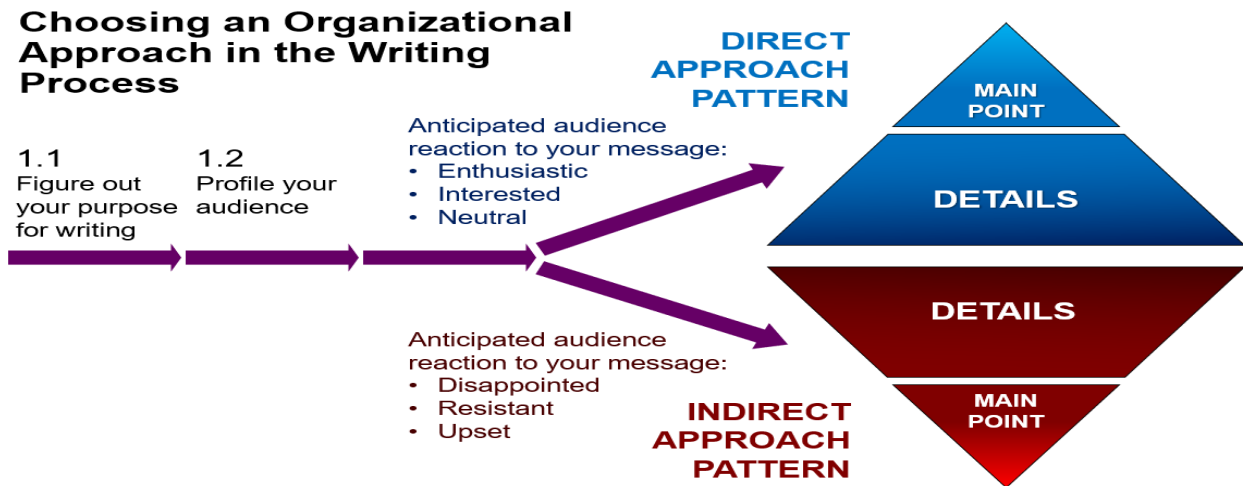 Choosing an Organizational
Approach in the Writing
Process
1.1
Figure out
your purpose
for writing
1.2
Profile your
audience
Anticipated audience
reaction to your message:
• Enthusiastic
• Interested
• Neutral
DIRECT
APPROACH
PATTERN
MAIN
POINT
DETAILS
Anticipated audience
reaction to your message:
• Disappointed
• Resistant
• Upset
INDIRECT
APPROACH
PATTERN
DETAILS
MAIN
POINT